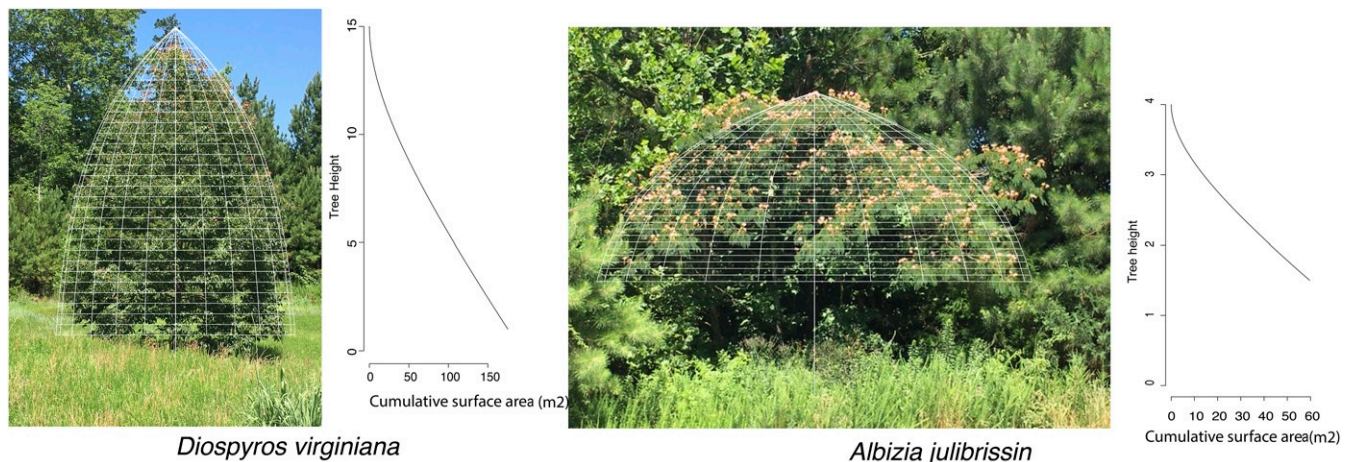 15
10
5
0
Tree Height
0 50 100 150
Cumulative surface area (m2)
Diospyros virginiana
4
3
2
1
0
Tree height
0 10 20 30 40 50 60
Cumulative surface area(m2)
Albizia julibrissin